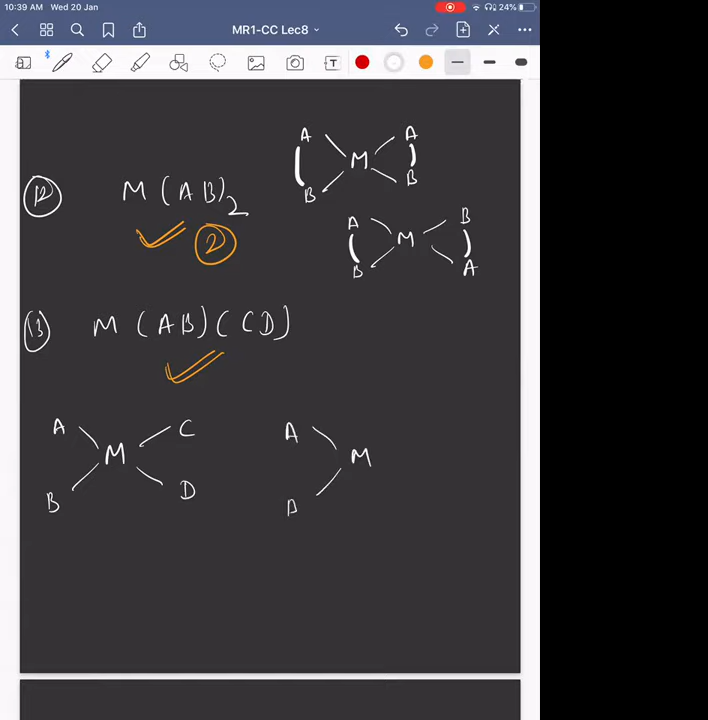 10:39 AM Wed 20 Jan
24%
MR1-CC Lec8
T
A A
M
B B
12 M(AB)2
2
A B
M
B A
13 M(AB)(CD)
A C
M
B D
A
M
B